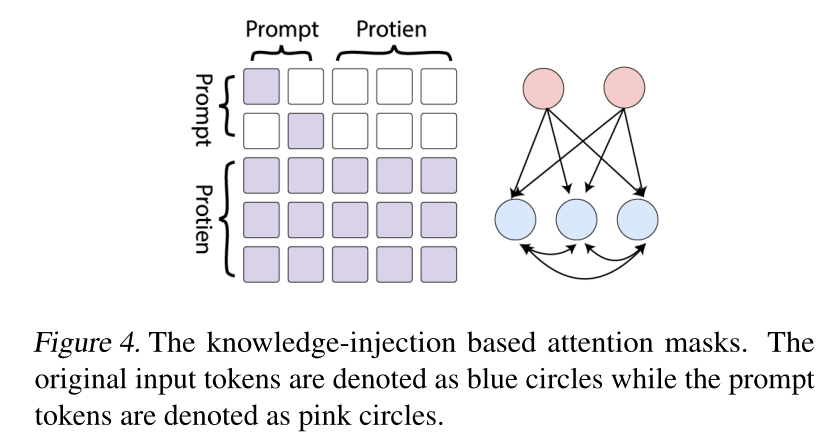 Prompt Protien
Prompt
Protien
Figure 4. The knowledge-injection based attention masks. The
original input tokens are denoted as blue circles while the prompt
tokens are denoted as pink circles.